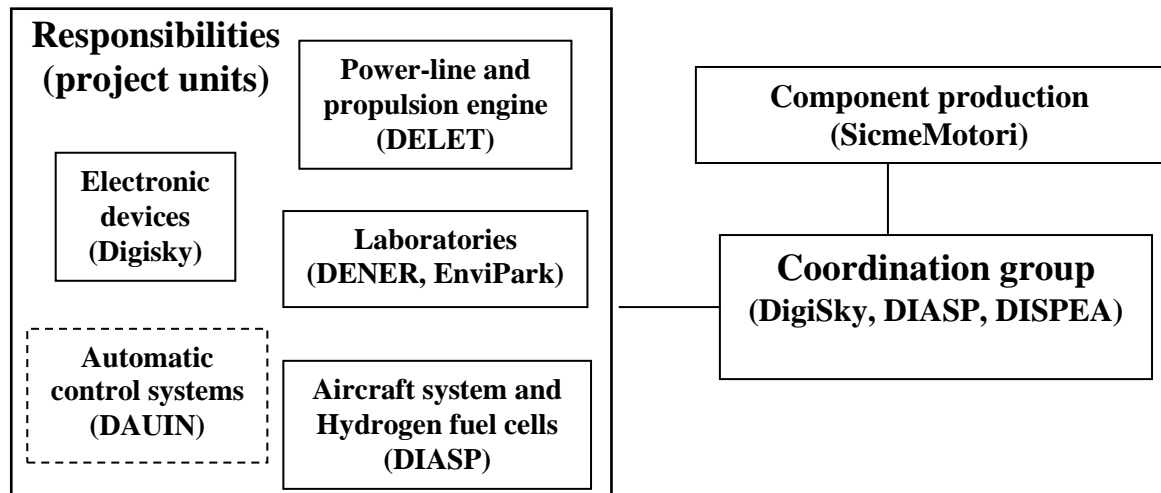 Responsibilities
(project units)
Power-line and
propulsion engine
(DELET)
Electronic
devices
(Digisky)
Laboratories
(DENER, EnviPark)
Automatic
control systems
(DAUIN)
Aircraft system and
Hydrogen fuel cells
(DIASP)
Component production
(SicmeMotori)
Coordination group
(DigiSky, DIASP, DISPEA)